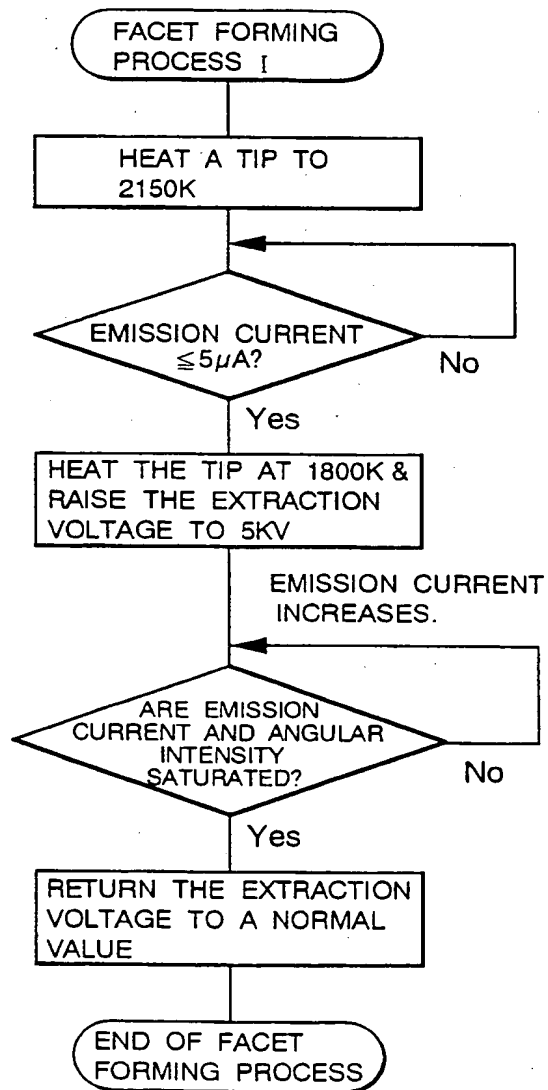 FACET FORMING
PROCESS I
HEAT A TIP TO
2150K
EMISSION CURRENT
≦5μA?
No
Yes
HEAT THE TIP AT 1800K &
RAISE THE EXTRACTION
VOLTAGE TO 5KV
EMISSION CURRENT
INCREASES.
ARE EMISSION
CURRENT AND ANGULAR
INTENSITY
SATURATED?
No
Yes
RETURN THE EXTRACTION
VOLTAGE TO A NORMAL
VALUE
END OF FACET
FORMING PROCESS